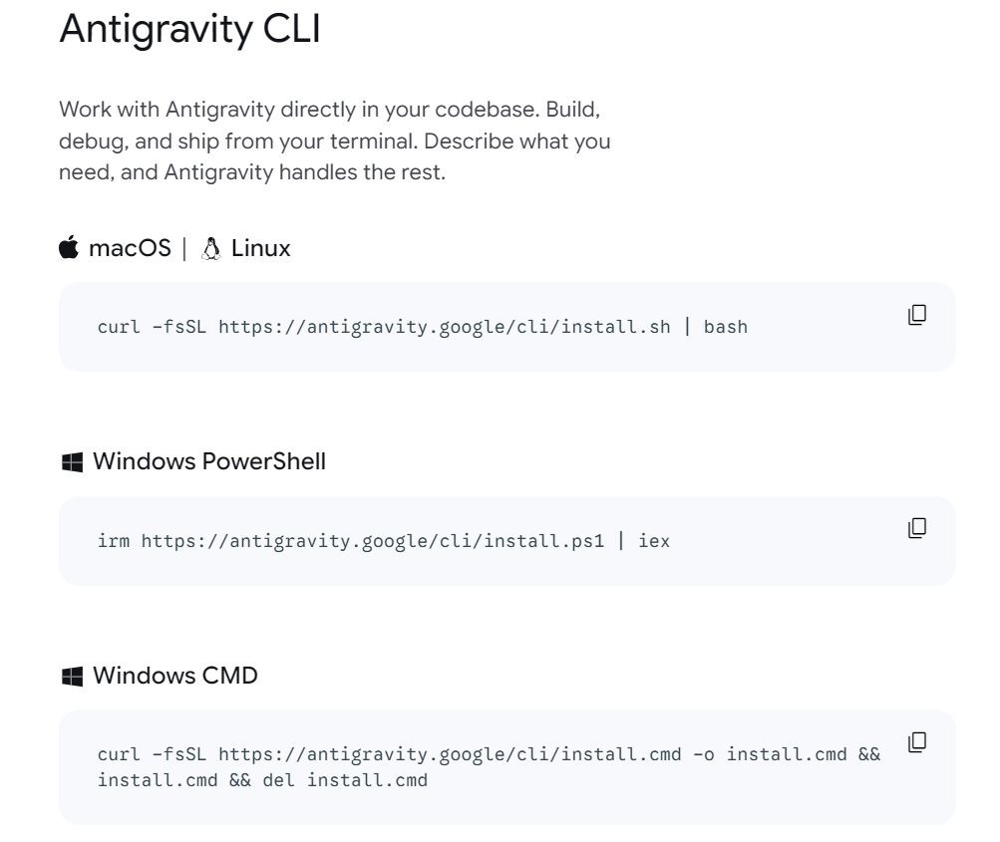 Antigravity CLI
Work with Antigravity directly in your codebase. Build,
debug, and ship from your terminal. Describe what you
need, and Antigravity handles the rest.
macOS | Linux
curl -fsSL https://antigravity.google/cli/install.sh | bash
Windows PowerShell
irm https://antigravity.google/cli/install.ps1 | iex
Windows CMD
curl -fsSL https://antigravity.google/cli/install.cmd -o install.cmd &&
install.cmd && del install.cmd